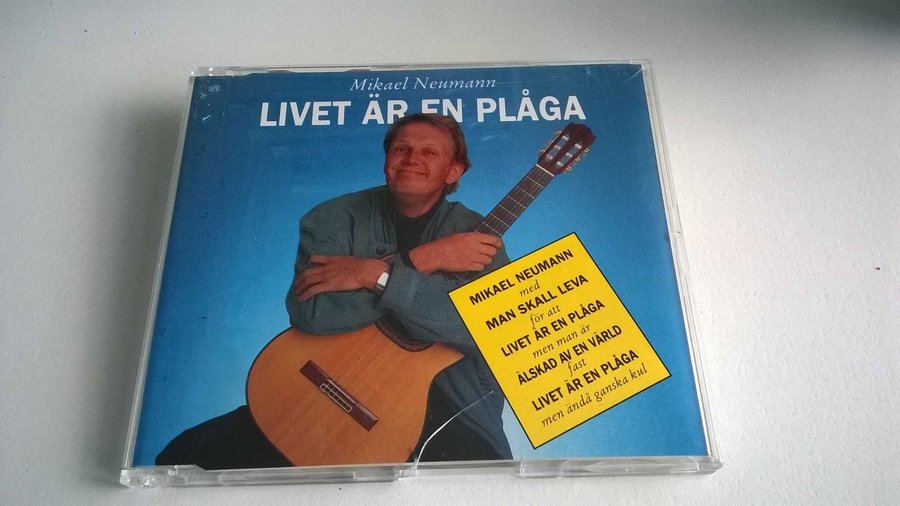 Mikael Neumann
LIVET ÄR EN PLÅGA
MIKAEL NEUMANN
med
MAN SKALL LEVA
för att
LIVET ÄR EN PLÅGA
men man är
ÄLSKAD AV EN VÄRLD
fast
LIVET ÄR EN PLÅGA
men ändå ganska kul